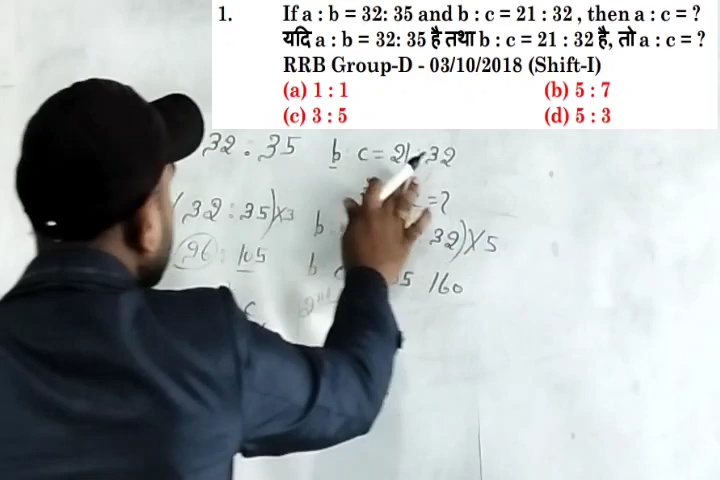 1. If a : b = 32: 35 and b : c = 21 : 32 , then a : c = ?
यदि a : b = 32: 35 है तथा b : c = 21 : 32 है, तो a : c = ?
RRB Group-D - 03/10/2018 (Shift-I)
(a) 1 : 1 (b) 5 : 7
(c) 3 : 5 (d) 5 : 3
32 : 35 b c = 21 : 32
= ?
(32 : 35)×3 b : 32)×5
96 : 105 b 5 160